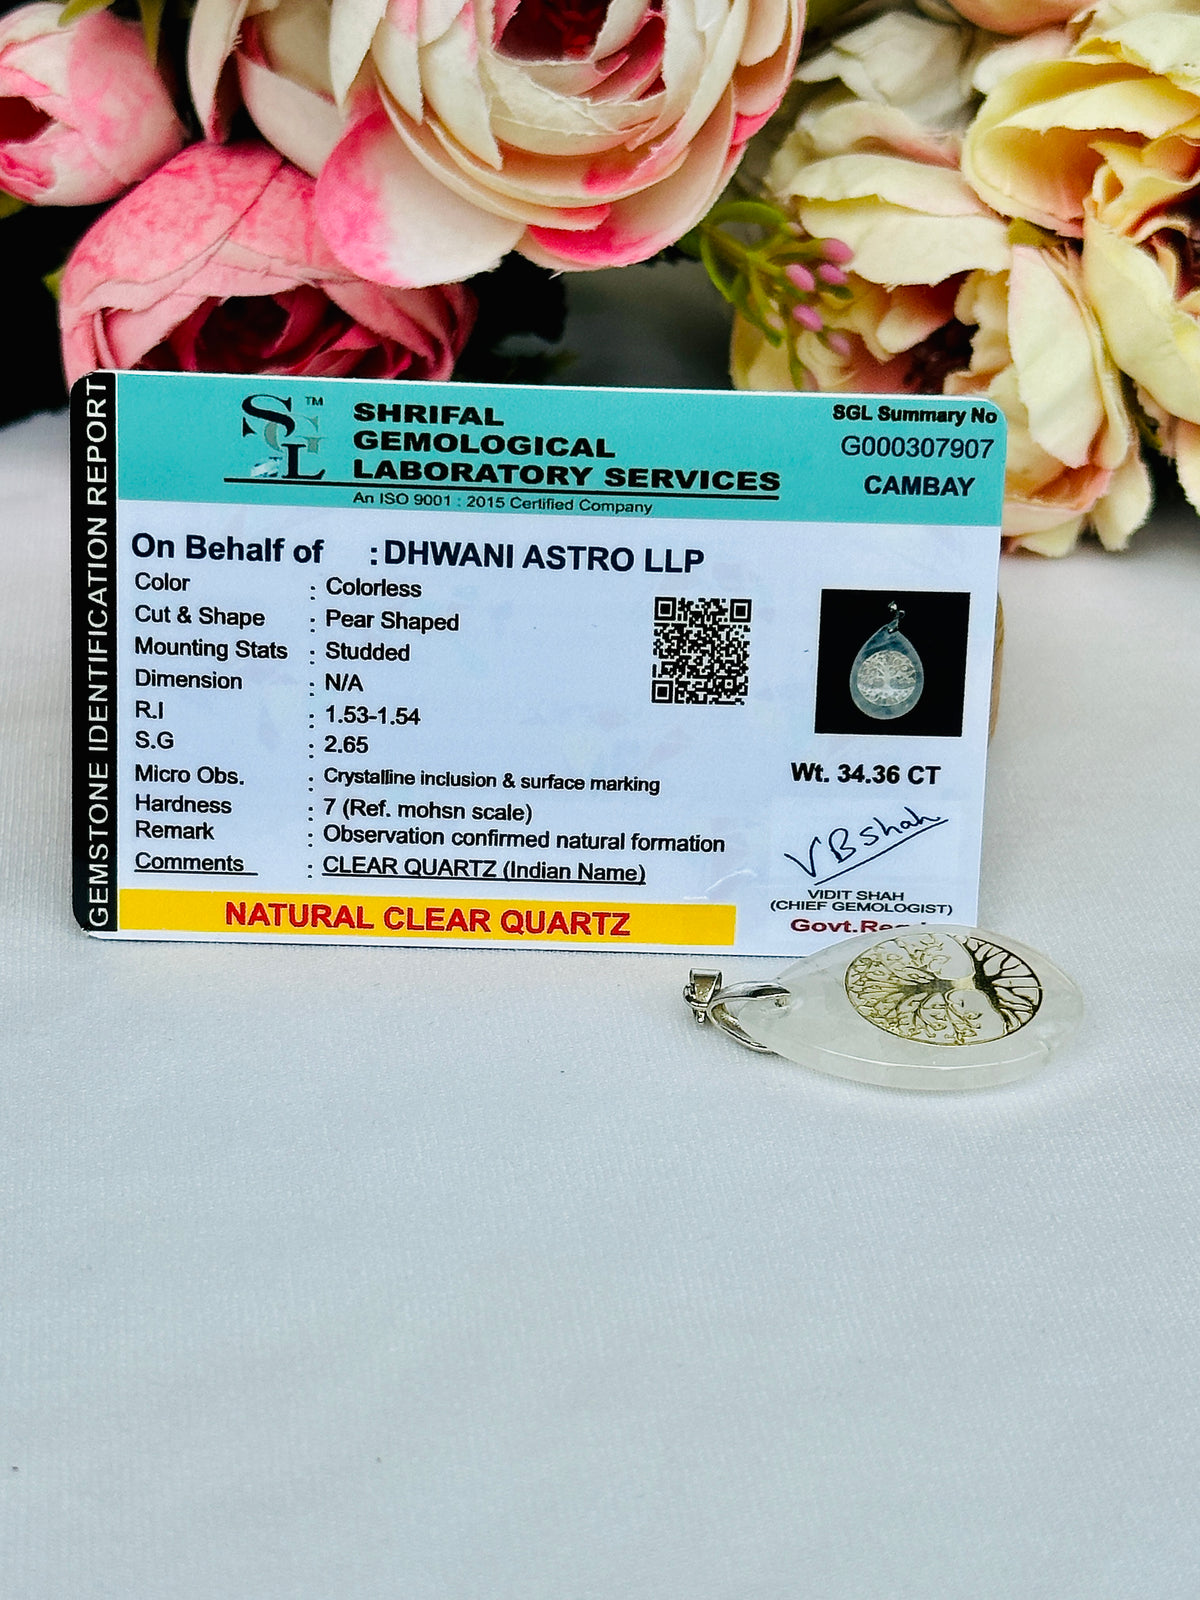 GEMSTONE IDENTIFICATION REPORT
SGL
TM
SHRIFAL
GEMOLOGICAL
LABORATORY SERVICES
An ISO 9001 : 2015 Certified Company
SGL Summary No
G000307907
CAMBAY
On Behalf of : DHWANI ASTRO LLP
Color : Colorless
Cut & Shape : Pear Shaped
Mounting Stats : Studded
Dimension : N/A
R.I : 1.53-1.54
S.G : 2.65
Micro Obs. : Crystalline inclusion & surface marking
Hardness : 7 (Ref. mohsn scale)
Remark : Observation confirmed natural formation
Comments : CLEAR QUARTZ (Indian Name)
NATURAL CLEAR QUARTZ
Wt. 34.36 CT
VBshah
VIDIT SHAH
(CHIEF GEMOLOGIST)
Govt.